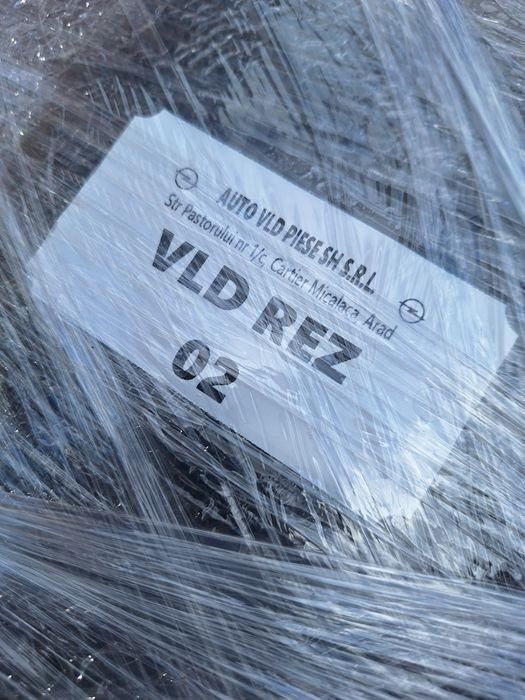 AUTO VLD PIESE SH S.R.L.
Str Pastorului nr 1/c, Cartier Micalaca, Arad
VLD REZ
02